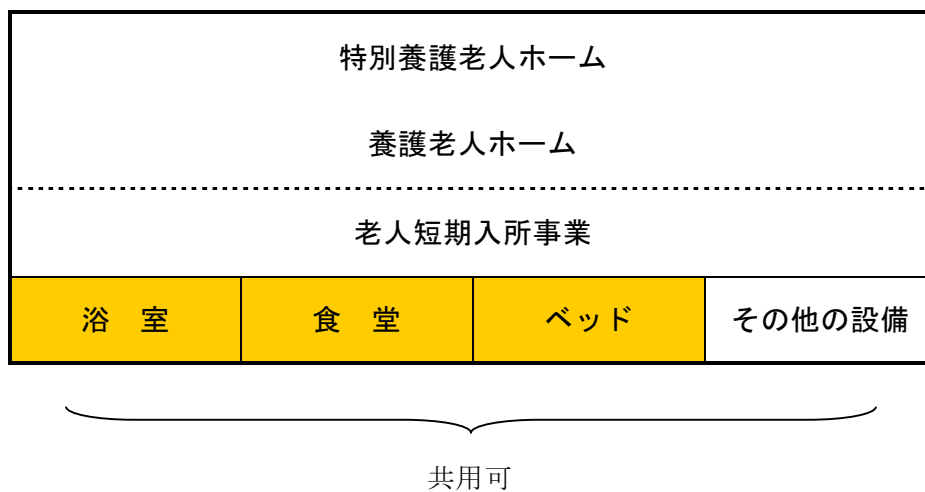 特別養護老人ホーム
養護老人ホーム
老人短期入所事業
浴　室　食　堂　ベッド　その他の設備
共用可